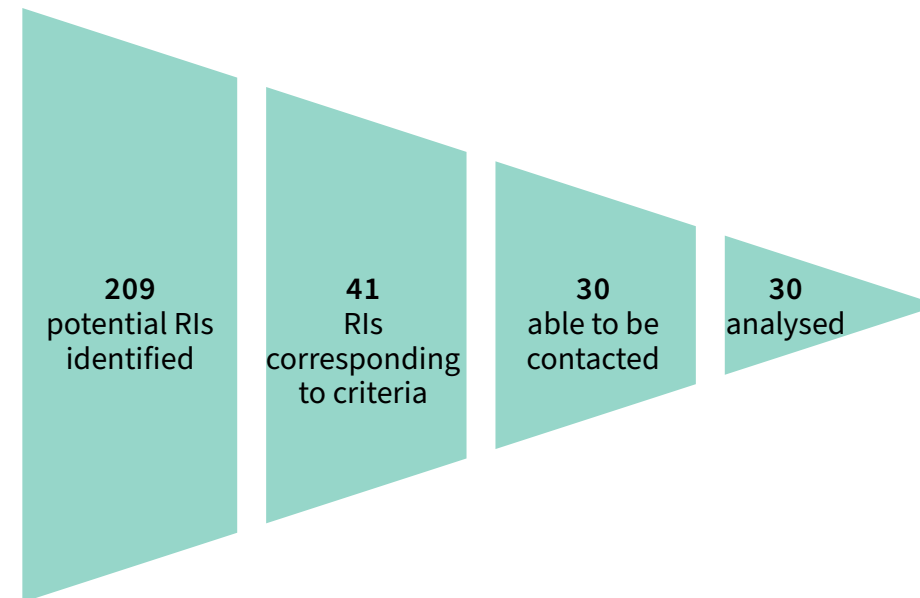 209
potential RIs
identified
41
RIs
corresponding
to criteria
30
able to be
contacted
30
analysed